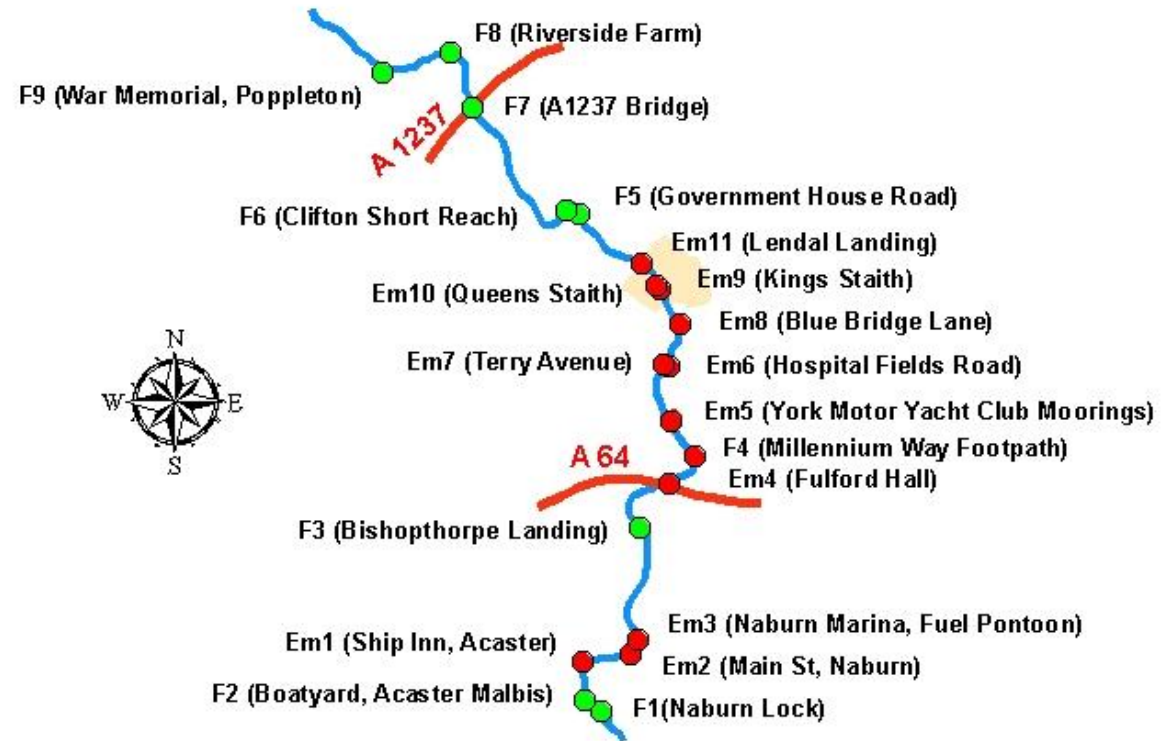 F8 (Riverside Farm)
F9 (War Memorial, Poppleton)
F7 (A1237 Bridge)
A 1237
F5 (Government House Road)
F6 (Clifton Short Reach)
Em11 (Lendal Landing)
Em9 (Kings Staith)
Em10 (Queens Staith)
Em8 (Blue Bridge Lane)
N
Em7 (Terry Avenue)
Em6 (Hospital Fields Road)
W
E
Em5 (York Motor Yacht Club Moorings)
F4 (Millennium Way Footpath)
S
A 64
Em4 (Fulford Hall)
F3 (Bishopthorpe Landing)
Em3 (Naburn Marina, Fuel Pontoon)
Em1 (Ship Inn, Acaster)
Em2 (Main St, Naburn)
F2 (Boatyard, Acaster Malbis)
F1(Naburn Lock)